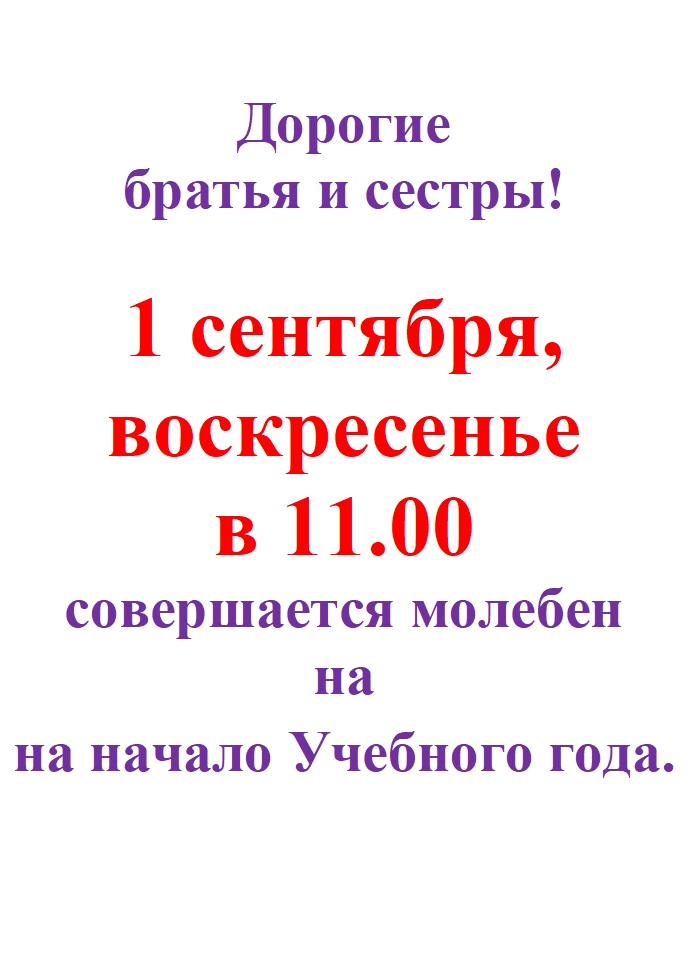 Дорогие
братья и сестры!
1 сентября,
воскресенье
в 11.00
совершается молебен
на
на начало Учебного года.